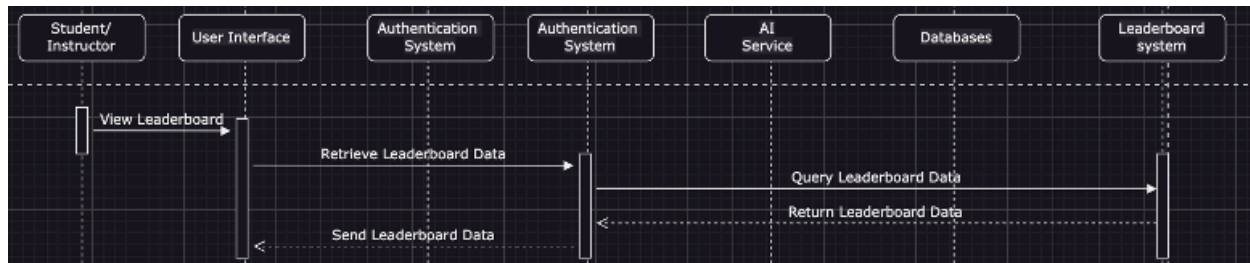 Student/
Instructor
User Interface
Authentication
System
Authentication
System
AI
Service
Databases
Leaderboard
system
View Leaderboard
Retrieve Leaderboard Data
Query Leaderboard Data
Return Leaderboard Data
Send Leaderboard Data